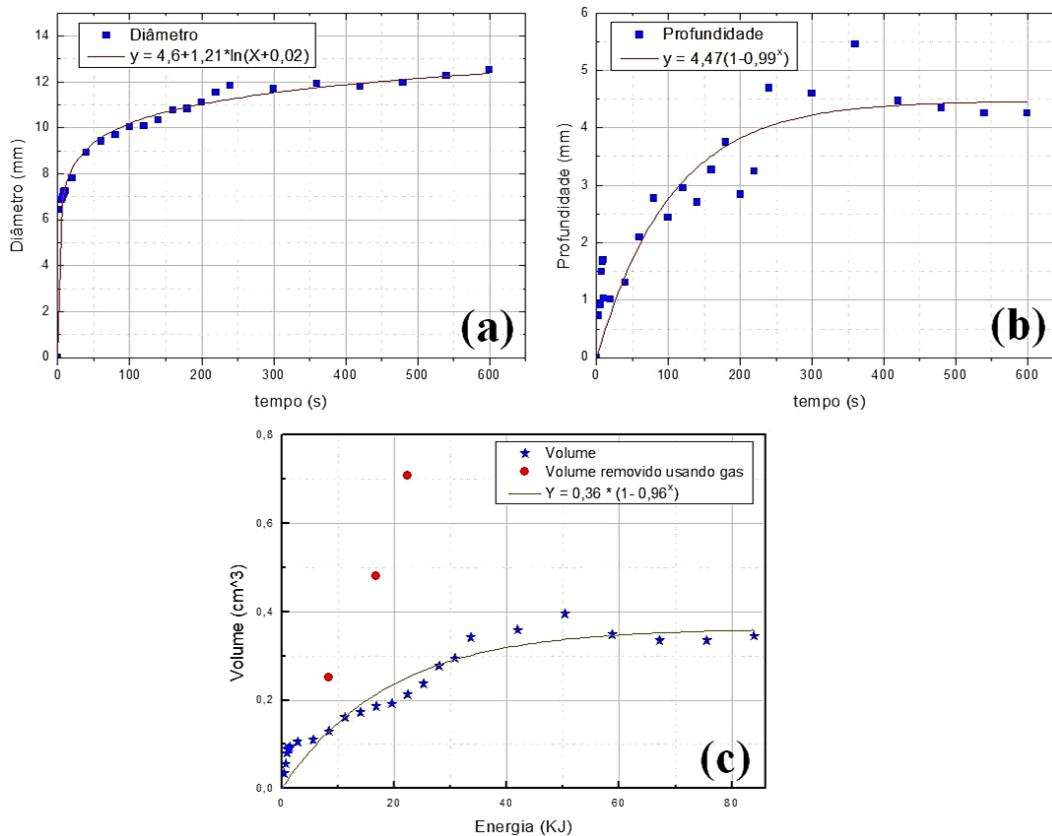 14
12
10
8
6
4
2
0
Diâmetro (mm)
Diâmetro
y = 4,6+1,21*ln(X+0,02)
(a)
0 100 200 300 400 500 600
tempo (s)
6
5
4
3
2
1
0
Profundidade (mm)
Profundidade
y = 4,47(1-0,99ˣ)
(b)
0 100 200 300 400 500 600
tempo (s)
0,8
0,6
0,4
0,2
0,0
Volume (cm^3)
Volume
Volume removido usando gas
Y = 0,36 * (1- 0,96ˣ)
(c)
0 20 40 60 80
Energia (KJ)